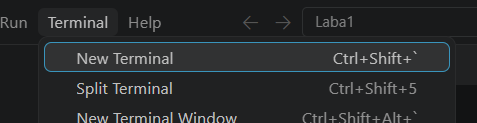 Run Terminal Help ← → Laba1
New Terminal Ctrl+Shift+`
Split Terminal Ctrl+Shift+5
New Terminal Window Ctrl+Shift+Alt+`